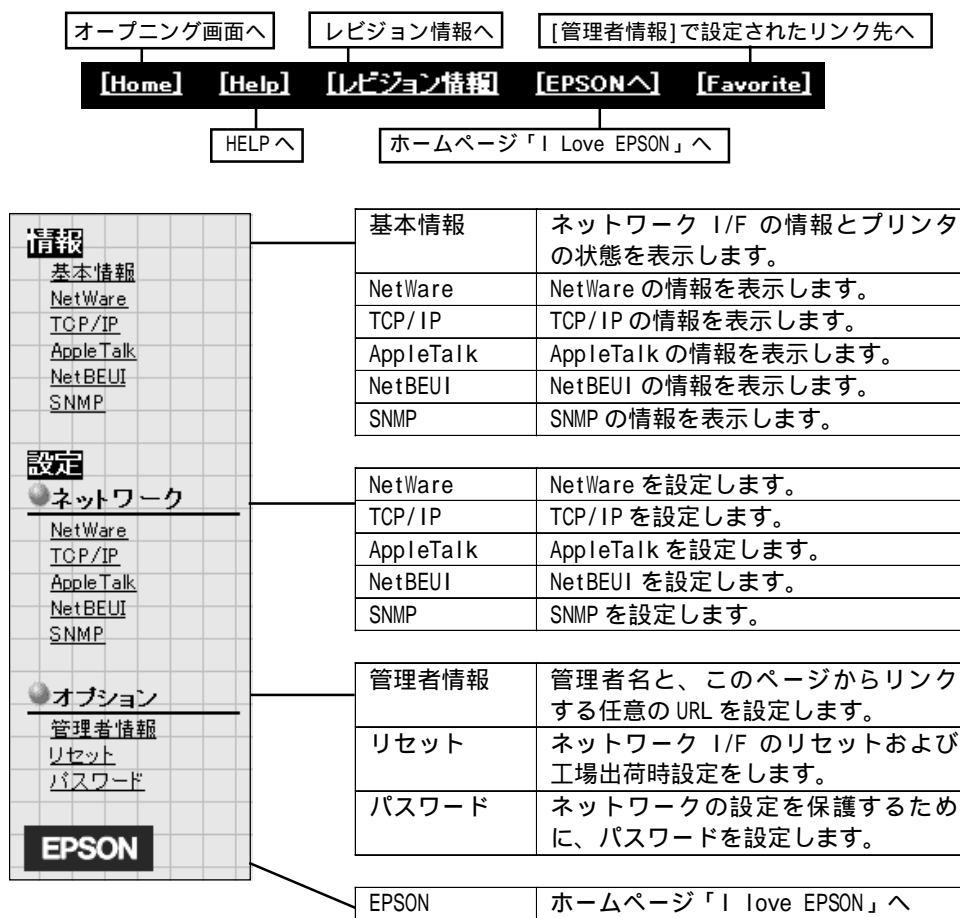 オープニング画面へ レビジョン情報へ [管理者情報]で設定されたリンク先へ
[Home] [Help] [レビジョン情報] [EPSONへ] [Favorite]
HELPへ ホームページ「I Love EPSON」へ
情報
基本情報
NetWare
TCP/IP
AppleTalk
NetBEUI
SNMP
設定
ネットワーク
NetWare
TCP/IP
AppleTalk
NetBEUI
SNMP
オプション
管理者情報
リセット
パスワード
EPSON
基本情報 ネットワーク I/F の情報とプリンタ
の状態を表示します。
NetWare NetWare の情報を表示します。
TCP/IP TCP/IP の情報を表示します。
AppleTalk AppleTalk の情報を表示します。
NetBEUI NetBEUI の情報を表示します。
SNMP SNMP の情報を表示します。
NetWare NetWare を設定します。
TCP/IP TCP/IP を設定します。
AppleTalk AppleTalk を設定します。
NetBEUI NetBEUI を設定します。
SNMP SNMP を設定します。
管理者情報 管理者名と、このページからリンク
する任意の URL を設定します。
リセット ネットワーク I/F のリセットおよび
工場出荷時設定をします。
パスワード ネットワークの設定を保護するため
に、パスワードを設定します。
EPSON ホームページ「I love EPSON」へ